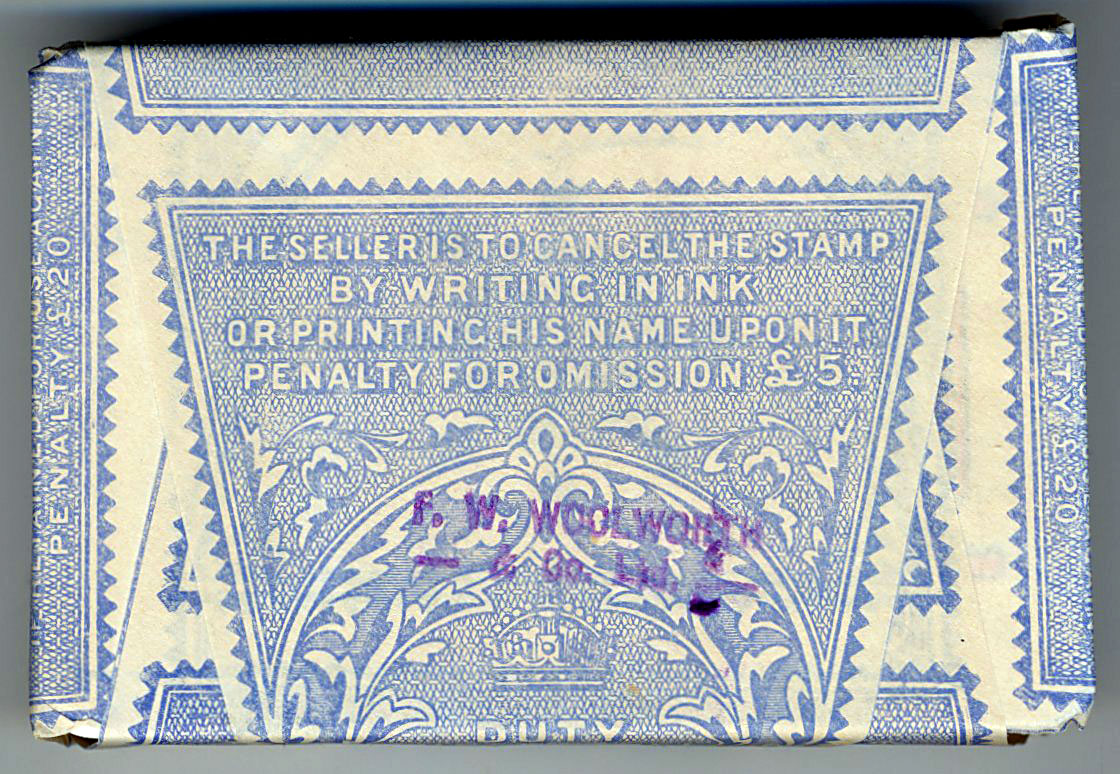 THE SELLER IS TO CANCEL THE STAMP
BY WRITING IN INK
OR PRINTING HIS NAME UPON IT
PENALTY FOR OMISSION £5.
F. W. WOOLWORTH
& Co. Ltd.
DUTY
PENALTY £20
PENALTY £20